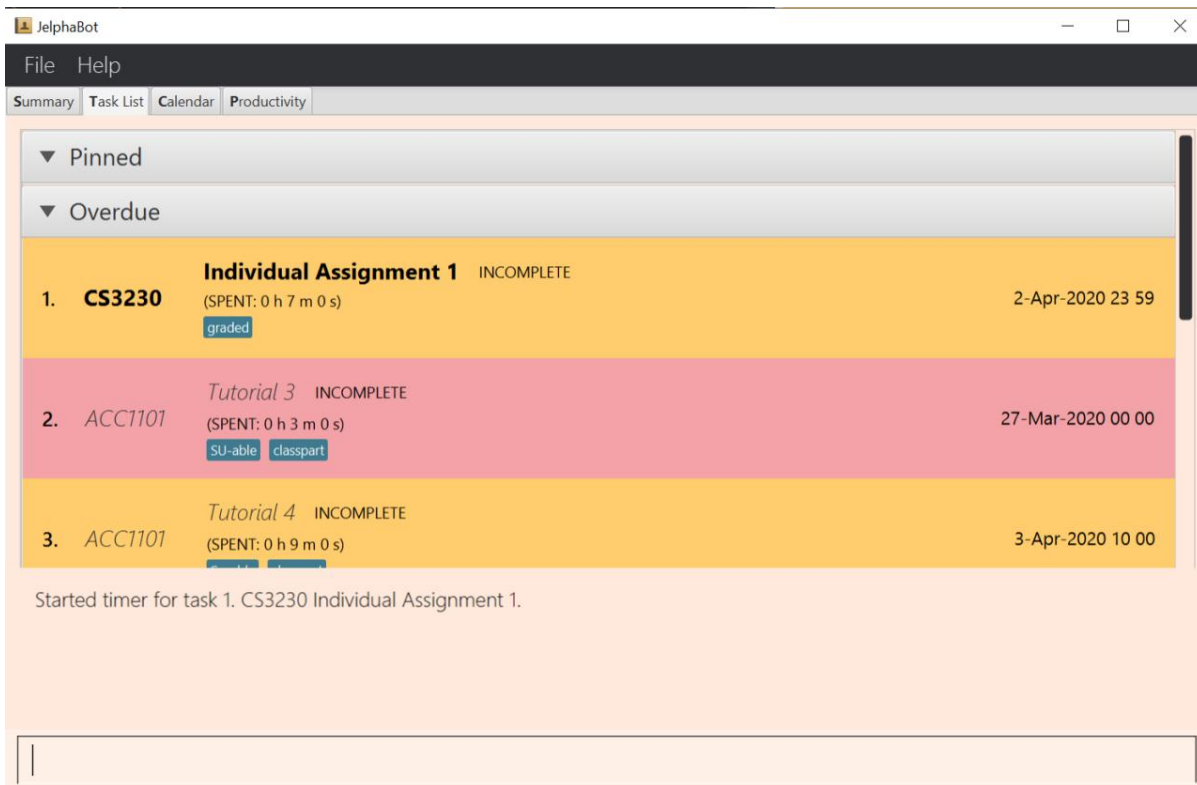 JelphaBot
File Help
Summary Task List Calendar Productivity
Pinned
Overdue
1. CS3230 Individual Assignment 1 INCOMPLETE
(SPENT: 0 h 7 m 0 s)
graded
2-Apr-2020 23 59
2. ACC1101 Tutorial 3 INCOMPLETE
(SPENT: 0 h 3 m 0 s)
SU-able classpart
27-Mar-2020 00 00
3. ACC1101 Tutorial 4 INCOMPLETE
(SPENT: 0 h 9 m 0 s)
3-Apr-2020 10 00
Started timer for task 1. CS3230 Individual Assignment 1.